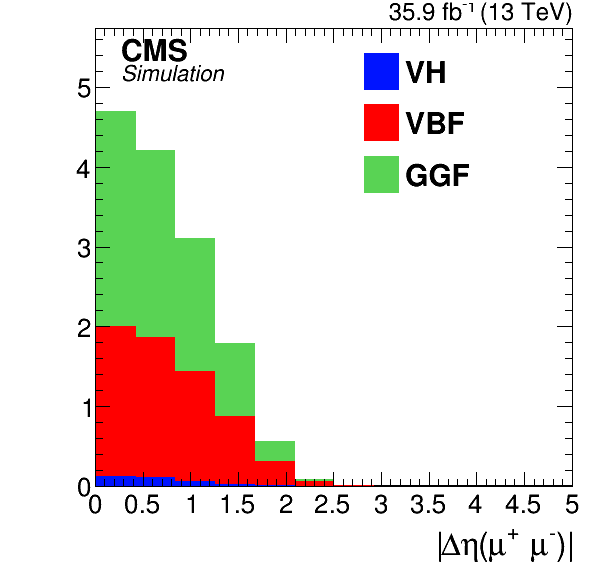 35.9 fb⁻¹ (13 TeV)
CMS
Simulation
VH
VBF
GGF
5
4
3
2
1
0
0 0.5 1 1.5 2 2.5 3 3.5 4 4.5 5
|Δη(μ⁺ μ⁻)|